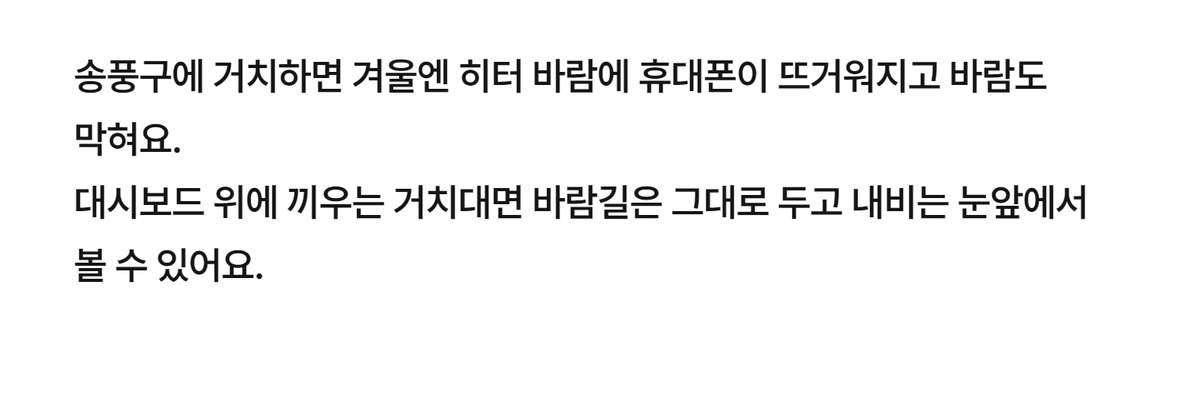 송풍구에 거치하면 겨울엔 히터 바람에 휴대폰이 뜨거워지고 바람도
막혀요.
대시보드 위에 끼우는 거치대면 바람길은 그대로 두고 내비는 눈앞에서
볼 수 있어요.